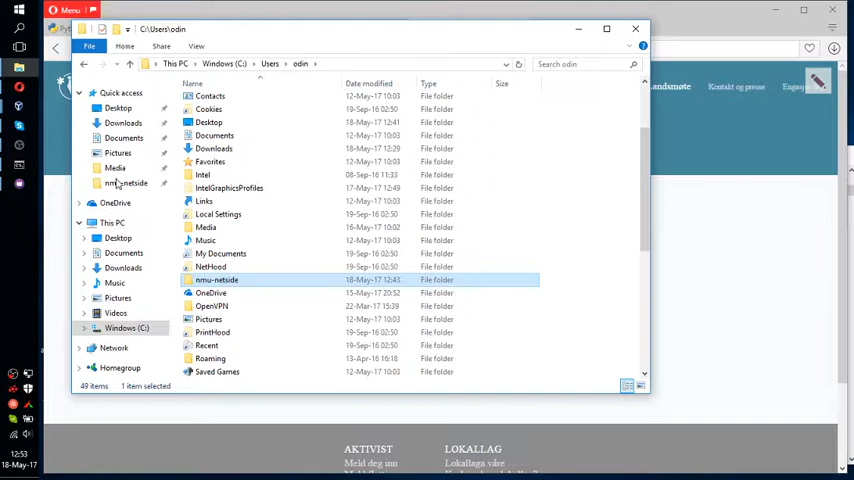 Menu
C:\Users\odin
File Home Share View
This PC Windows (C:) Users odin
Search odin
Name Date modified Type Size
Quick access
Desktop
Downloads
Documents
Pictures
Media
nmu-netside
OneDrive
This PC
Desktop
Documents
Downloads
Music
Pictures
Videos
Windows (C:)
Network
Homegroup
Contacts 12-May-17 10:03 File folder
Cookies 19-Sep-16 02:50 File folder
Desktop 18-May-17 12:41 File folder
Documents 12-May-17 10:03 File folder
Downloads 18-May-17 12:29 File folder
Favorites 12-May-17 10:03 File folder
Intel 08-Sep-16 11:33 File folder
IntelGraphicsProfiles 17-May-17 12:49 File folder
Links 12-May-17 10:03 File folder
Local Settings 19-Sep-16 02:50 File folder
Media 16-May-17 10:02 File folder
Music 12-May-17 10:03 File folder
My Documents 19-Sep-16 02:50 File folder
NetHood 19-Sep-16 02:50 File folder
nmu-netside 18-May-17 12:43 File folder
OneDrive 15-May-17 20:52 File folder
OpenVPN 22-Mar-17 15:39 File folder
Pictures 12-May-17 10:03 File folder
PrintHood 19-Sep-16 02:50 File folder
Recent 19-Sep-16 02:50 File folder
Roaming 13-Apr-16 16:18 File folder
Saved Games 12-May-17 10:03 File folder
49 items 1 item selected
Landsmøte Kontakt og presse
AKTIVIST LOKALLAG
Meld deg inn Lokallaga våre
12:53
18-May-17